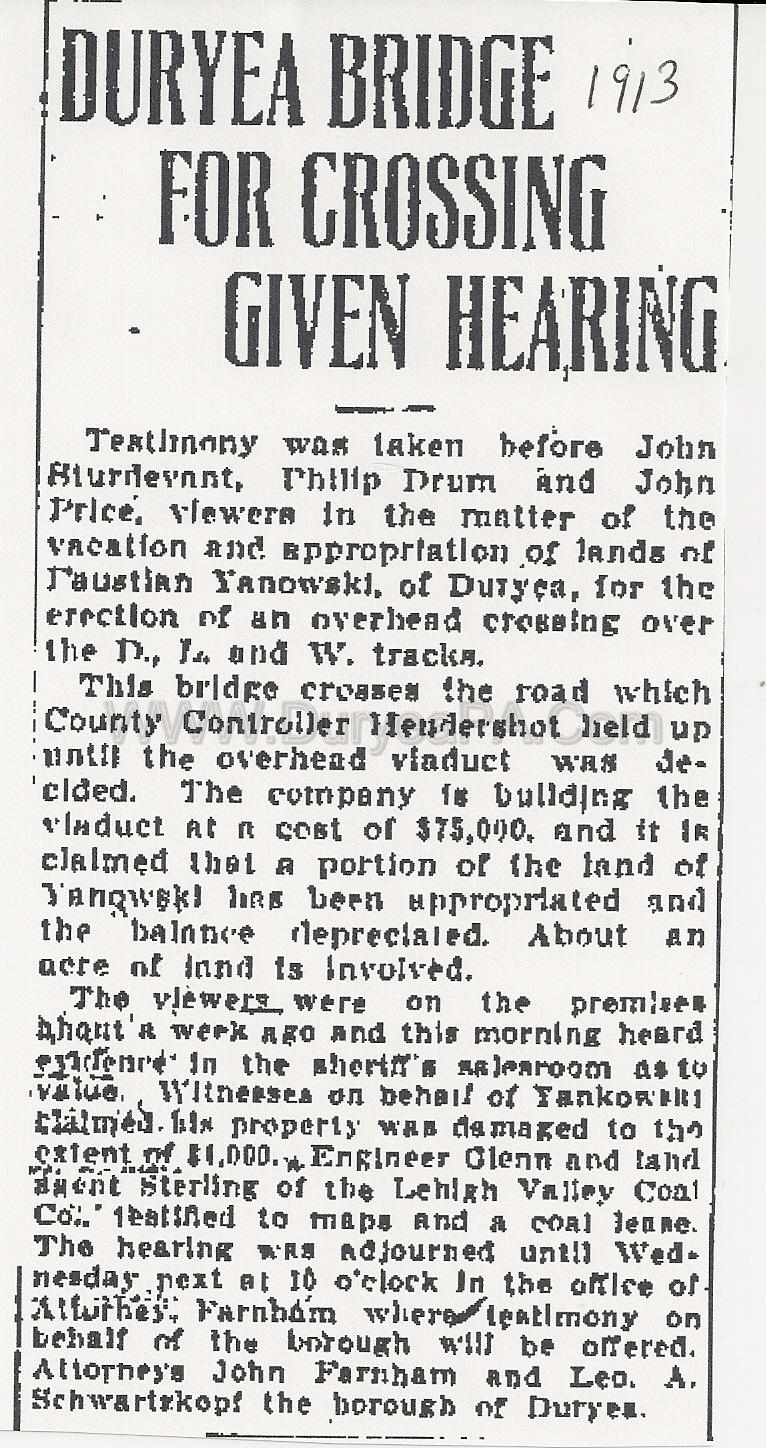 DURYEA BRIDGE 1913
FOR CROSSING
GIVEN HEARING
Testimony was taken before John
Sturdevant, Philip Drum and John
Price, viewers in the matter of the
vacation and appropriation of lands of
Faustian Yanowski, of Duryea, for the
erection of an overhead crossing over
the D., L. and W. tracks.
This bridge crosses the road which
County Controller Hendershot held up
until the overhead viaduct was de-
cided. The company is building the
viaduct at a cost of $75,000, and it is
claimed that a portion of the land of
Yanowski has been appropriated and
the balance depreciated. About an
acre of land is involved.
The viewers were on the premises
about a week ago and this morning heard
evidence in the sheriff's salesroom as to
value. Witnesses on behalf of Yankowski
claimed his property was damaged to the
extent of $1,000. Engineer Glenn and land
agent Sterling of the Lehigh Valley Coal
Co. testified to maps and a coal lease.
The hearing was adjourned until Wed-
nesday next at 10 o'clock in the office of
Attorney Farnham where testimony on
behalf of the borough will be offered.
Attorneys John Farnham and Leo. A.
Schwartzkopf the borough of Duryea.
WWW.DuryeaPA.Com